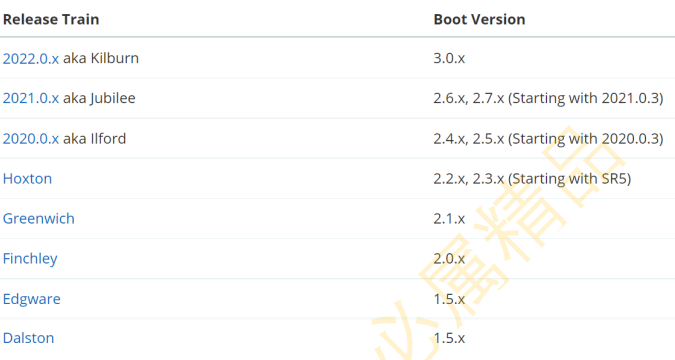 Release Train Boot Version
2022.0.x aka Kilburn 3.0.x
2021.0.x aka Jubilee 2.6.x, 2.7.x (Starting with 2021.0.3)
2020.0.x aka Ilford 2.4.x, 2.5.x (Starting with 2020.0.3)
Hoxton 2.2.x, 2.3.x (Starting with SR5)
Greenwich 2.1.x
Finchley 2.0.x
Edgware 1.5.x
Dalston 1.5.x
必属精品